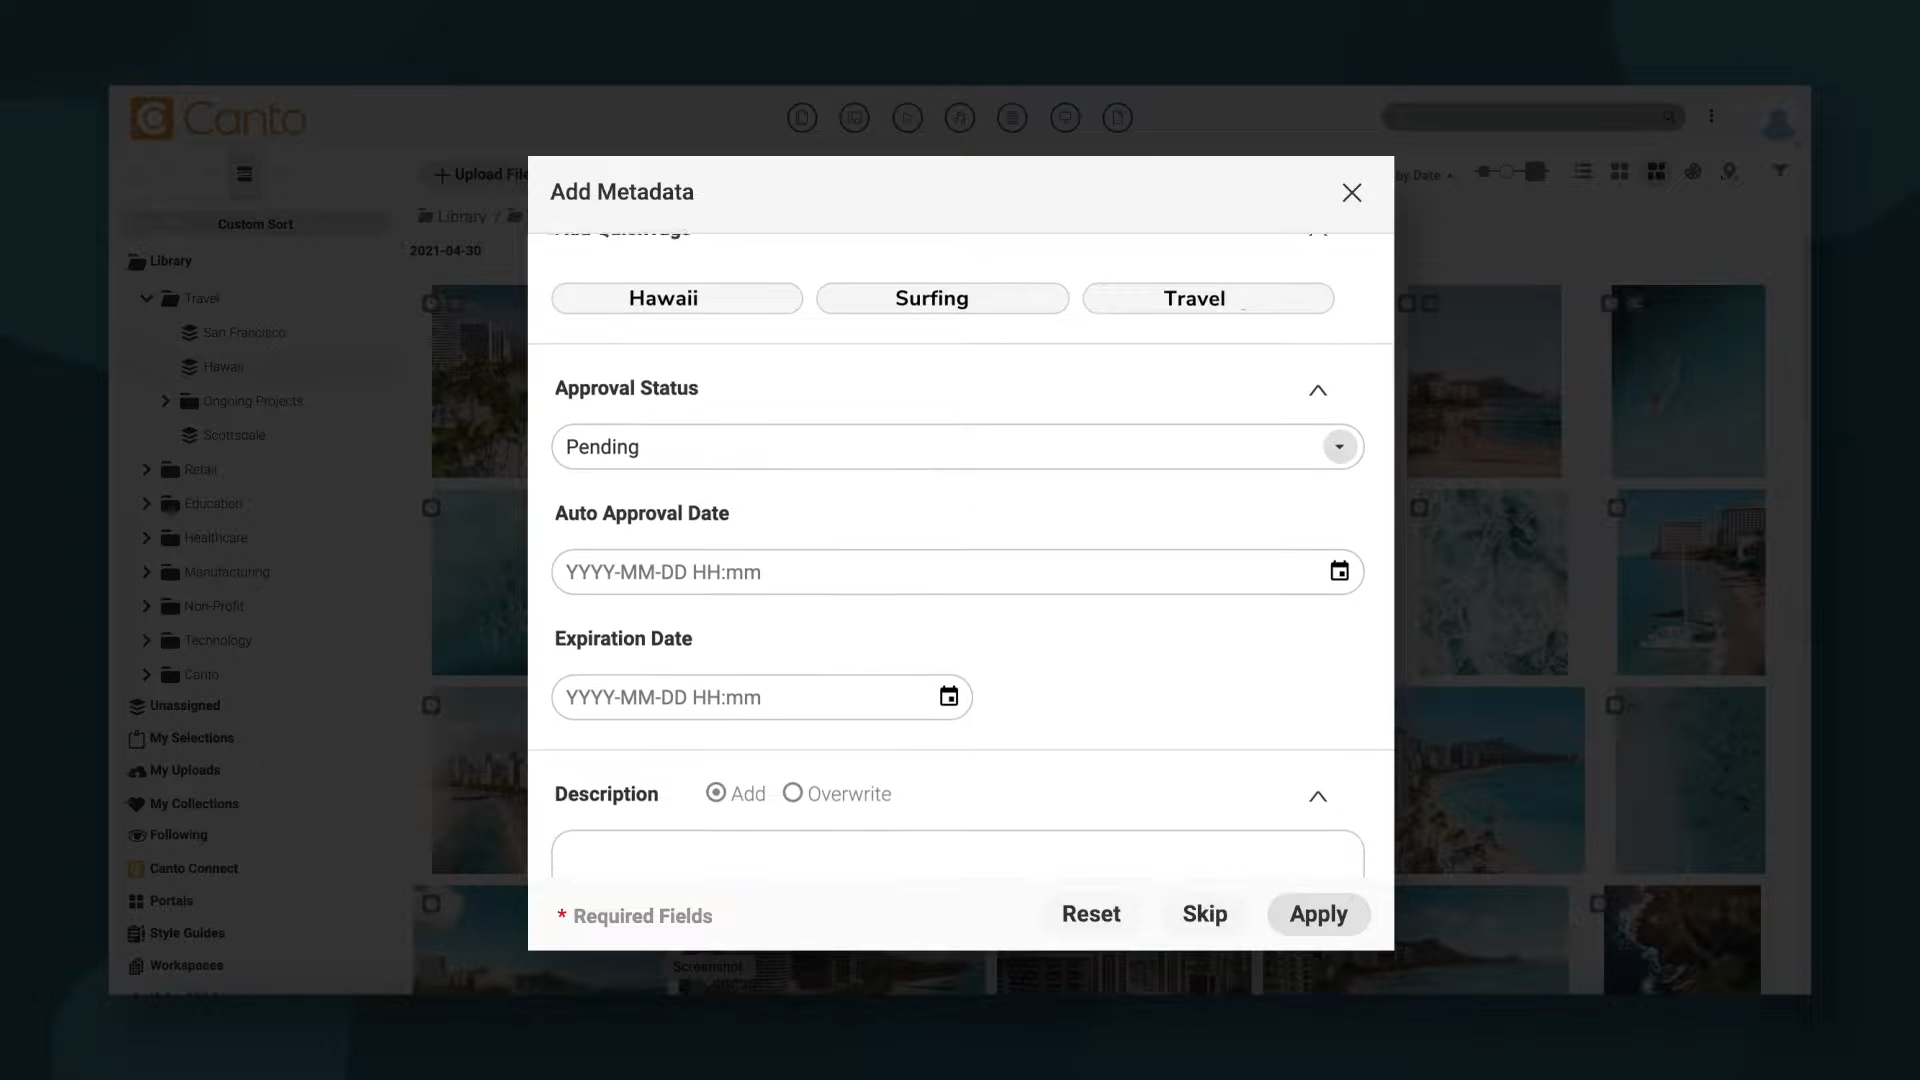 Canto
Upload File
by Date
Custom Sort
Library /
2021-04-30
Library
Travel
San Francisco
Hawaii
Ongoing Projects
Scottsdale
Retail
Education
Healthcare
Manufacturing
Non-Profit
Technology
Canto
Unassigned
My Selections
My Uploads
My Collections
Following
Canto Connect
Portals
Style Guides
Workspaces
Add Metadata
Hawaii
Surfing
Travel
Approval Status
Pending
Auto Approval Date
YYYY-MM-DD HH:mm
Expiration Date
YYYY-MM-DD HH:mm
Description
Add
Overwrite
* Required Fields
Reset
Skip
Apply
Screenshot